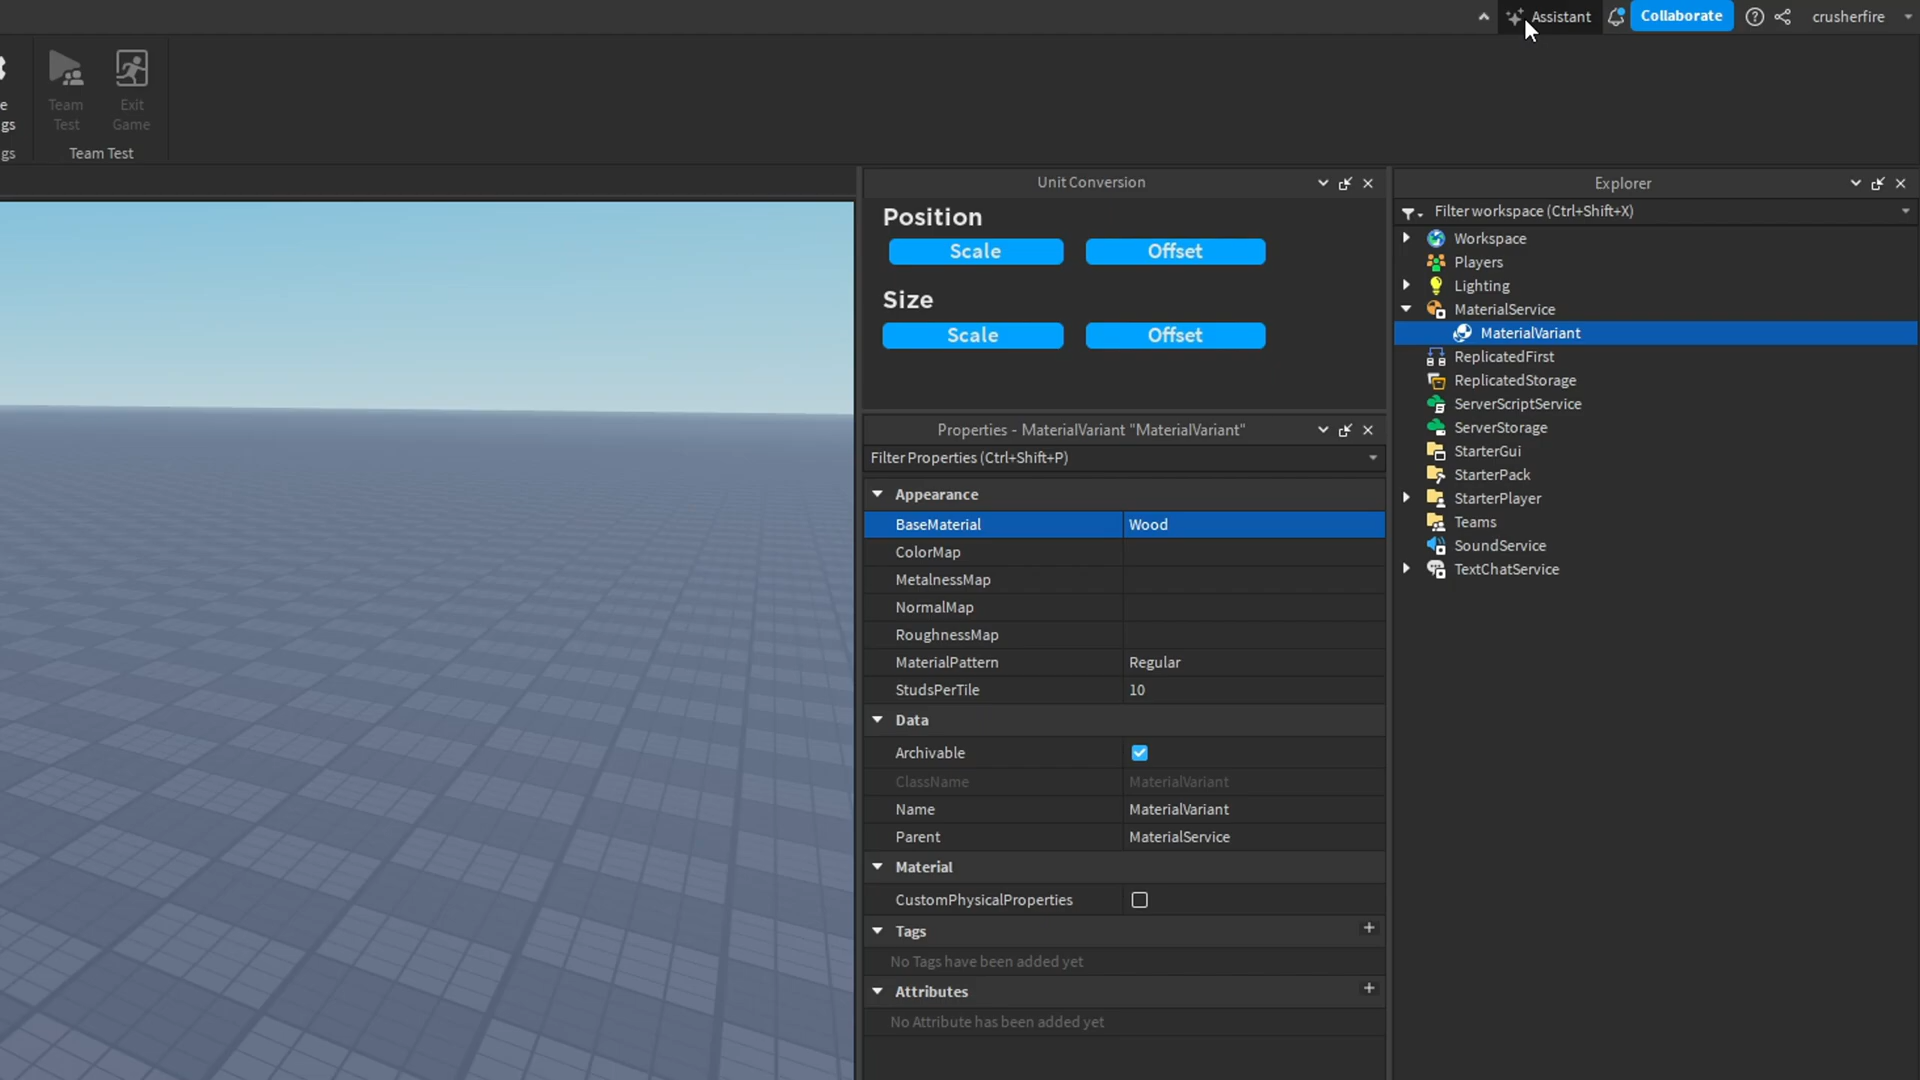 Assistant
Collaborate
crusherfire
e
gs
Team
Test
Exit
Game
gs
Team Test
Unit Conversion
Position
Scale
Offset
Size
Scale
Offset
Properties - MaterialVariant "MaterialVariant"
Filter Properties (Ctrl+Shift+P)
Appearance
BaseMaterial Wood
ColorMap
MetalnessMap
NormalMap
RoughnessMap
MaterialPattern Regular
StudsPerTile 10
Data
Archivable
ClassName MaterialVariant
Name MaterialVariant
Parent MaterialService
Material
CustomPhysicalProperties
Tags
No Tags have been added yet
Attributes
No Attribute has been added yet
Explorer
Filter workspace (Ctrl+Shift+X)
Workspace
Players
Lighting
MaterialService
MaterialVariant
ReplicatedFirst
ReplicatedStorage
ServerScriptService
ServerStorage
StarterGui
StarterPack
StarterPlayer
Teams
SoundService
TextChatService